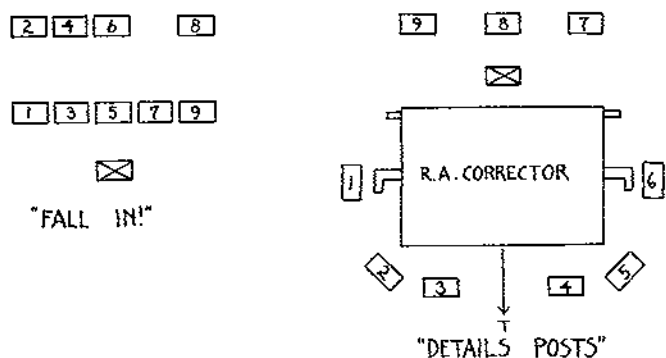 2 4 6 8
1 3 5 7 9
"FALL IN!"
9 8 7
R.A. CORRECTOR
1 6
2 3 4 5
T
"DETAILS POSTS"